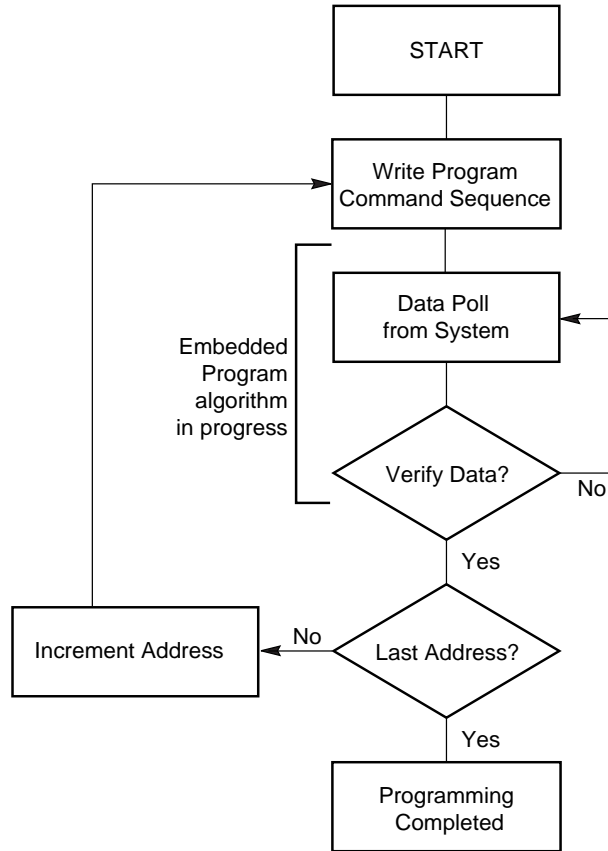 START
Write Program
Command Sequence
Data Poll
from System
Embedded
Program
algorithm
in progress
Verify Data?
No
Yes
Increment Address
No
Last Address?
Yes
Programming
Completed